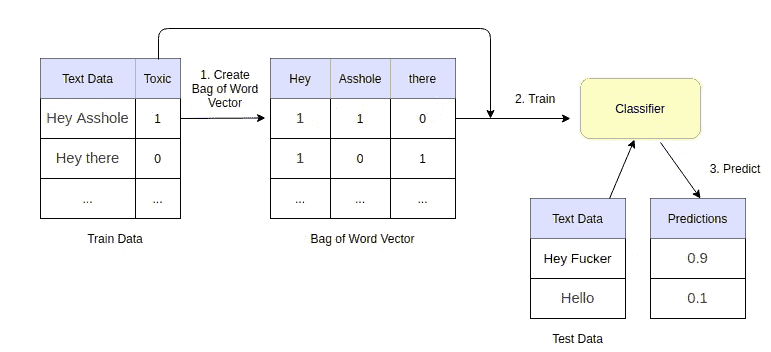 Text Data Toxic
Hey Asshole 1
Hey there 0
... ...
Train Data
1. Create
Bag of Word
Vector
Hey Asshole there
1 1 0
1 0 1
... ... ...
Bag of Word Vector
2. Train
Classifier
3. Predict
Text Data
Hey Fucker
Hello
Test Data
Predictions
0.9
0.1